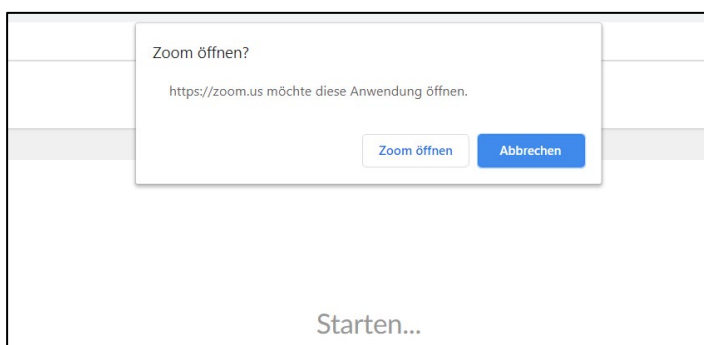 Zoom öffnen?
https://zoom.us möchte diese Anwendung öffnen.
Zoom öffnen Abbrechen
Starten...